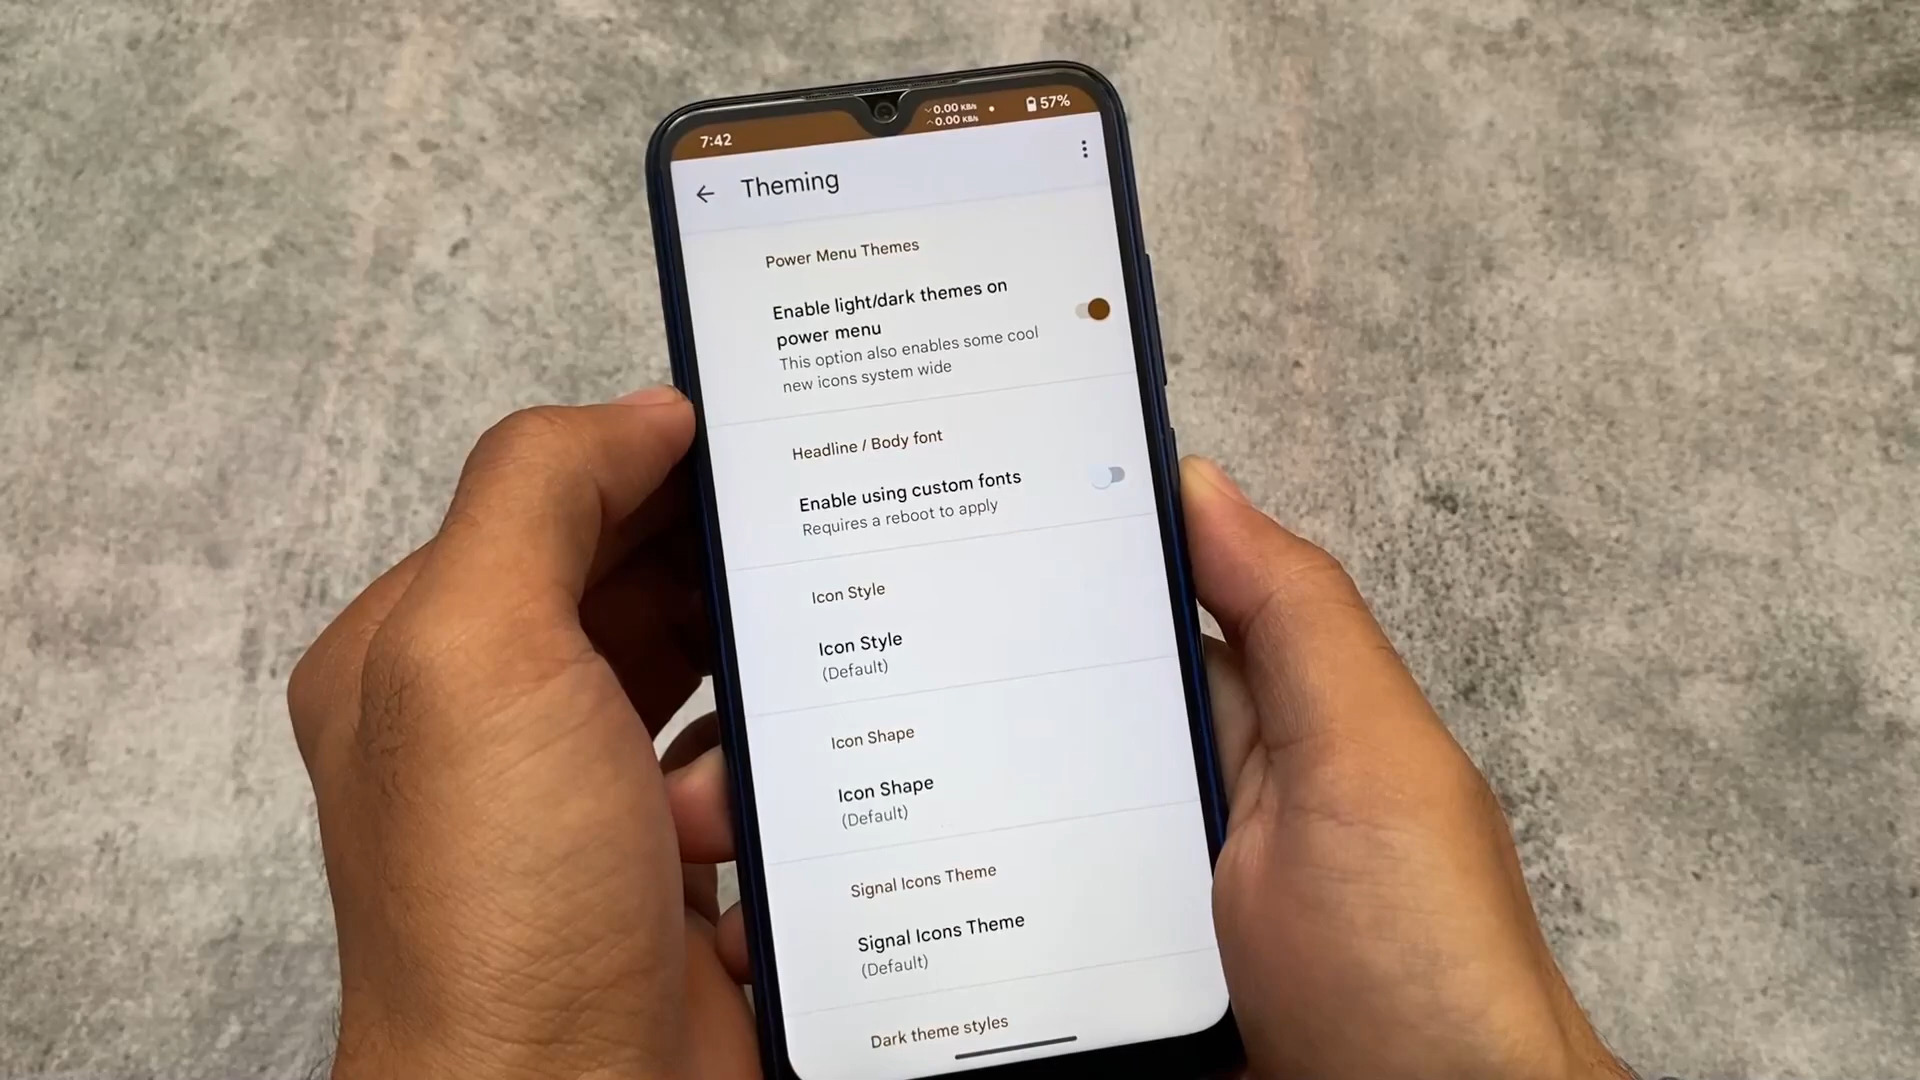 7:42
0.00 KB/s
0.00 KB/s
57%
Theming
Power Menu Themes
Enable light/dark themes on
power menu
This option also enables some cool
new icons system wide
Headline / Body font
Enable using custom fonts
Requires a reboot to apply
Icon Style
Icon Style
(Default)
Icon Shape
Icon Shape
(Default)
Signal Icons Theme
Signal Icons Theme
(Default)
Dark theme styles